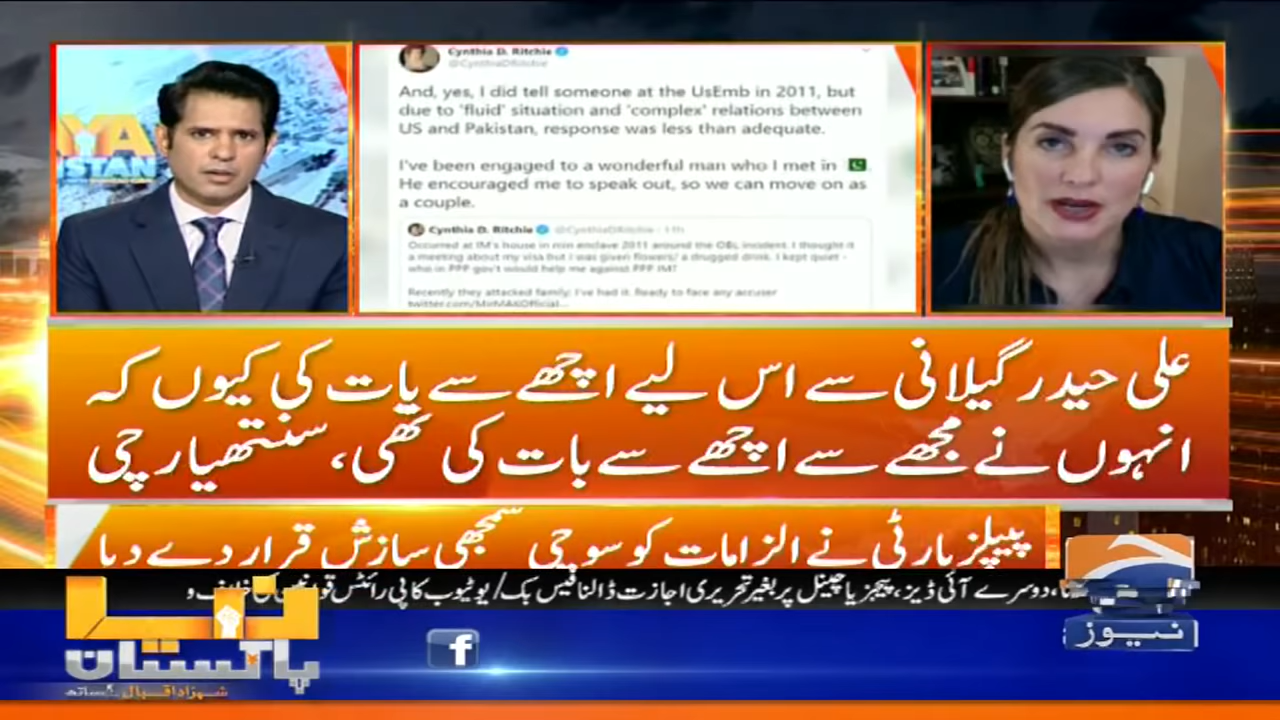 AYA
ISTAN
Cynthia D. Ritchie
@CynthiaDRitchie
And, yes, I did tell someone at the UsEmb in 2011, but
due to 'fluid' situation and 'complex' relations between
US and Pakistan, response was less than adequate.
I've been engaged to a wonderful man who I met in 🇵🇰.
He encouraged me to speak out, so we can move on as
a couple.
Cynthia D. Ritchie @CynthiaDRitchie · 11h
Occurred at IM's house in min enclave 2011 around the OBL incident. I thought it
a meeting about my visa but I was given flowers/ a drugged drink. I kept quiet -
who in PPP gov't would help me against PPP IM?
Recently they attacked family: I've had it. Ready to face any accuser
علی حیدر گیلانی سے اس لیے اچھے سے بات کی کیوں کہ
انہوں نے مجھے سے اچھے سے بات کی تھی، سنتھیا رچی
پیپلز پارٹی نے الزامات کو سوچی سمجھی سازش قرار دے دیا
دوسرے آئی ڈیز، پیجز یا چینل پر بغیر تحریری اجازت ڈالنا فیس بک/یوٹیوب کاپی رائٹس
نیا
پاکستان
شہزاد اقبال کے ساتھ
f
نیوز